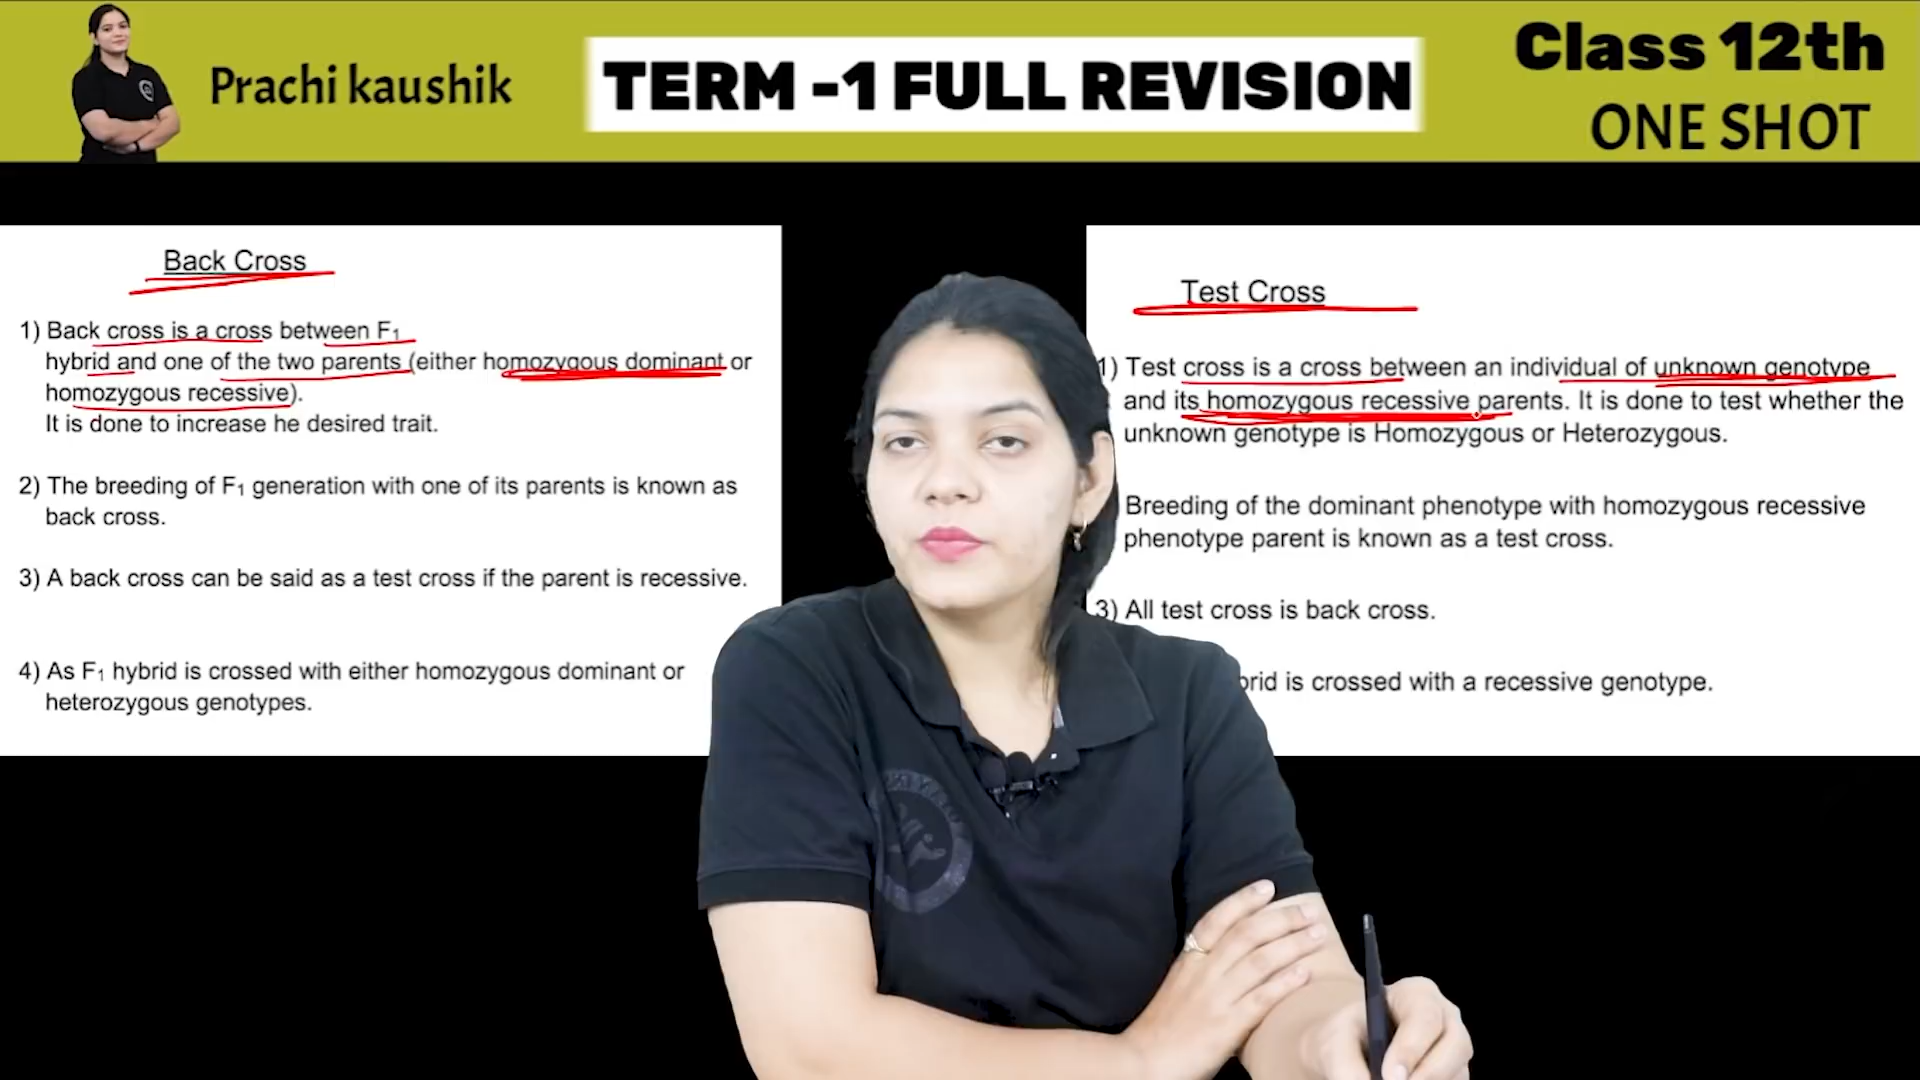 Prachi kaushik
TERM -1 FULL REVISION
Class 12th
ONE SHOT
Back Cross
1) Back cross is a cross between F₁
hybrid and one of the two parents (either homozygous dominant or
homozygous recessive).
It is done to increase he desired trait.
2) The breeding of F₁ generation with one of its parents is known as
back cross.
3) A back cross can be said as a test cross if the parent is recessive.
4) As F₁ hybrid is crossed with either homozygous dominant or
heterozygous genotypes.
Test Cross
1) Test cross is a cross between an individual of unknown genotype
and its homozygous recessive parents. It is done to test whether the
unknown genotype is Homozygous or Heterozygous.
Breeding of the dominant phenotype with homozygous recessive
phenotype parent is known as a test cross.
3) All test cross is back cross.
is crossed with a recessive genotype.